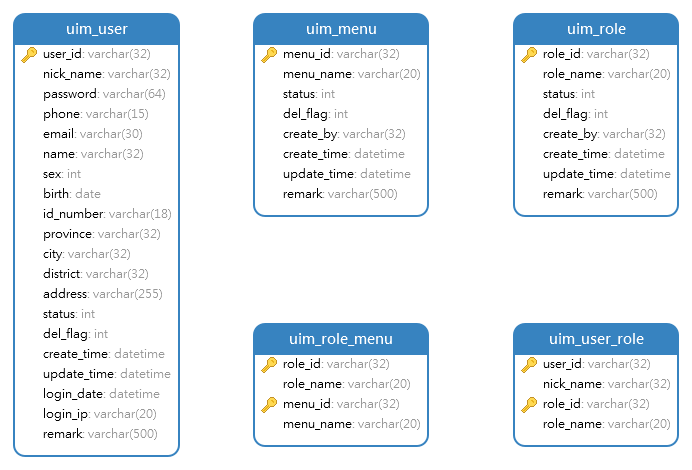 uim_user
user_id: varchar(32)
nick_name: varchar(32)
password: varchar(64)
phone: varchar(15)
email: varchar(30)
name: varchar(32)
sex: int
birth: date
id_number: varchar(18)
province: varchar(32)
city: varchar(32)
district: varchar(32)
address: varchar(255)
status: int
del_flag: int
create_time: datetime
update_time: datetime
login_date: datetime
login_ip: varchar(20)
remark: varchar(500)
uim_menu
menu_id: varchar(32)
menu_name: varchar(20)
status: int
del_flag: int
create_by: varchar(32)
create_time: datetime
update_time: datetime
remark: varchar(500)
uim_role
role_id: varchar(32)
role_name: varchar(20)
status: int
del_flag: int
create_by: varchar(32)
create_time: datetime
update_time: datetime
remark: varchar(500)
uim_role_menu
role_id: varchar(32)
role_name: varchar(20)
menu_id: varchar(32)
menu_name: varchar(20)
uim_user_role
user_id: varchar(32)
nick_name: varchar(32)
role_id: varchar(32)
role_name: varchar(20)